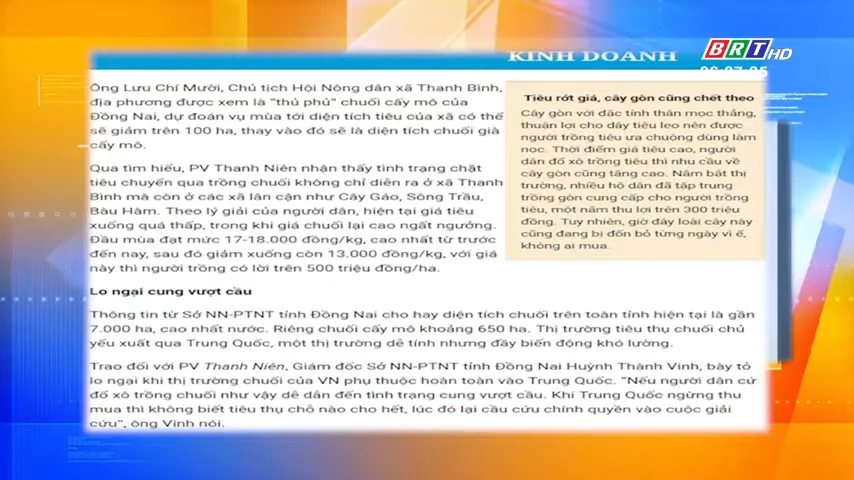 KINH DOANH
BRT HD
06:27:05
Ông Lưu Chí Mười, Chủ tịch Hội Nông dân xã Thanh Bình,
địa phương được xem là "thủ phủ" chuối cấy mô của
Đồng Nai, dự đoán vụ mùa tới diện tích tiêu của xã có thể
sẽ giảm trên 100 ha, thay vào đó sẽ là diện tích chuối già
cấy mô.
Qua tìm hiểu, PV Thanh Niên nhận thấy tình trạng chặt
tiêu chuyển qua trồng chuối không chỉ diễn ra ở xã Thanh
Bình mà còn ở các xã lân cận như Cây Gáo, Sông Trầu,
Bàu Hàm. Theo lý giải của người dân, hiện tại giá tiêu
xuống quá thấp, trong khi giá chuối lại cao ngất ngưởng.
Đầu mùa đạt mức 17-18.000 đồng/kg, cao nhất từ trước
đến nay, sau đó giảm xuống còn 13.000 đồng/kg, với giá
này thì người trồng có lời trên 500 triệu đồng/ha.
Tiêu rớt giá, cây gòn cũng chết theo
Cây gòn với đặc tính thân mọc thẳng,
thuận lợi cho dây tiêu leo nên được
người trồng tiêu ưa chuộng dùng làm
nọc. Thời điểm giá tiêu cao, người
dân đổ xô trồng tiêu thì nhu cầu về
cây gòn cũng tăng cao. Nắm bắt thị
trường, nhiều hộ dân đã tập trung
trồng gòn cung cấp cho người trồng
tiêu, một năm thu lợi trên 300 triệu
đồng. Tuy nhiên, giờ đây loài cây này
cũng đang bị đốn bỏ từng ngày vì ế,
không ai mua.
Lo ngại cung vượt cầu
Thông tin từ Sở NN-PTNT tỉnh Đồng Nai cho hay diện tích chuối trên toàn tỉnh hiện tại là gần
7.000 ha, cao nhất nước. Riêng chuối cấy mô khoảng 650 ha. Thị trường tiêu thụ chuối chủ
yếu xuất qua Trung Quốc, một thị trường dễ tính nhưng đầy biến động khó lường.
Trao đổi với PV Thanh Niên, Giám đốc Sở NN-PTNT tỉnh Đồng Nai Huỳnh Thành Vinh, bày tỏ
lo ngại khi thị trường chuối của VN phụ thuộc hoàn toàn vào Trung Quốc. "Nếu người dân cứ
đổ xô trồng chuối như vậy dễ dẫn đến tình trạng cung vượt cầu. Khi Trung Quốc ngừng thu
mua thì không biết tiêu thụ chỗ nào cho hết, lúc đó lại cầu cứu chính quyền vào cuộc giải
cứu", ông Vinh nói.